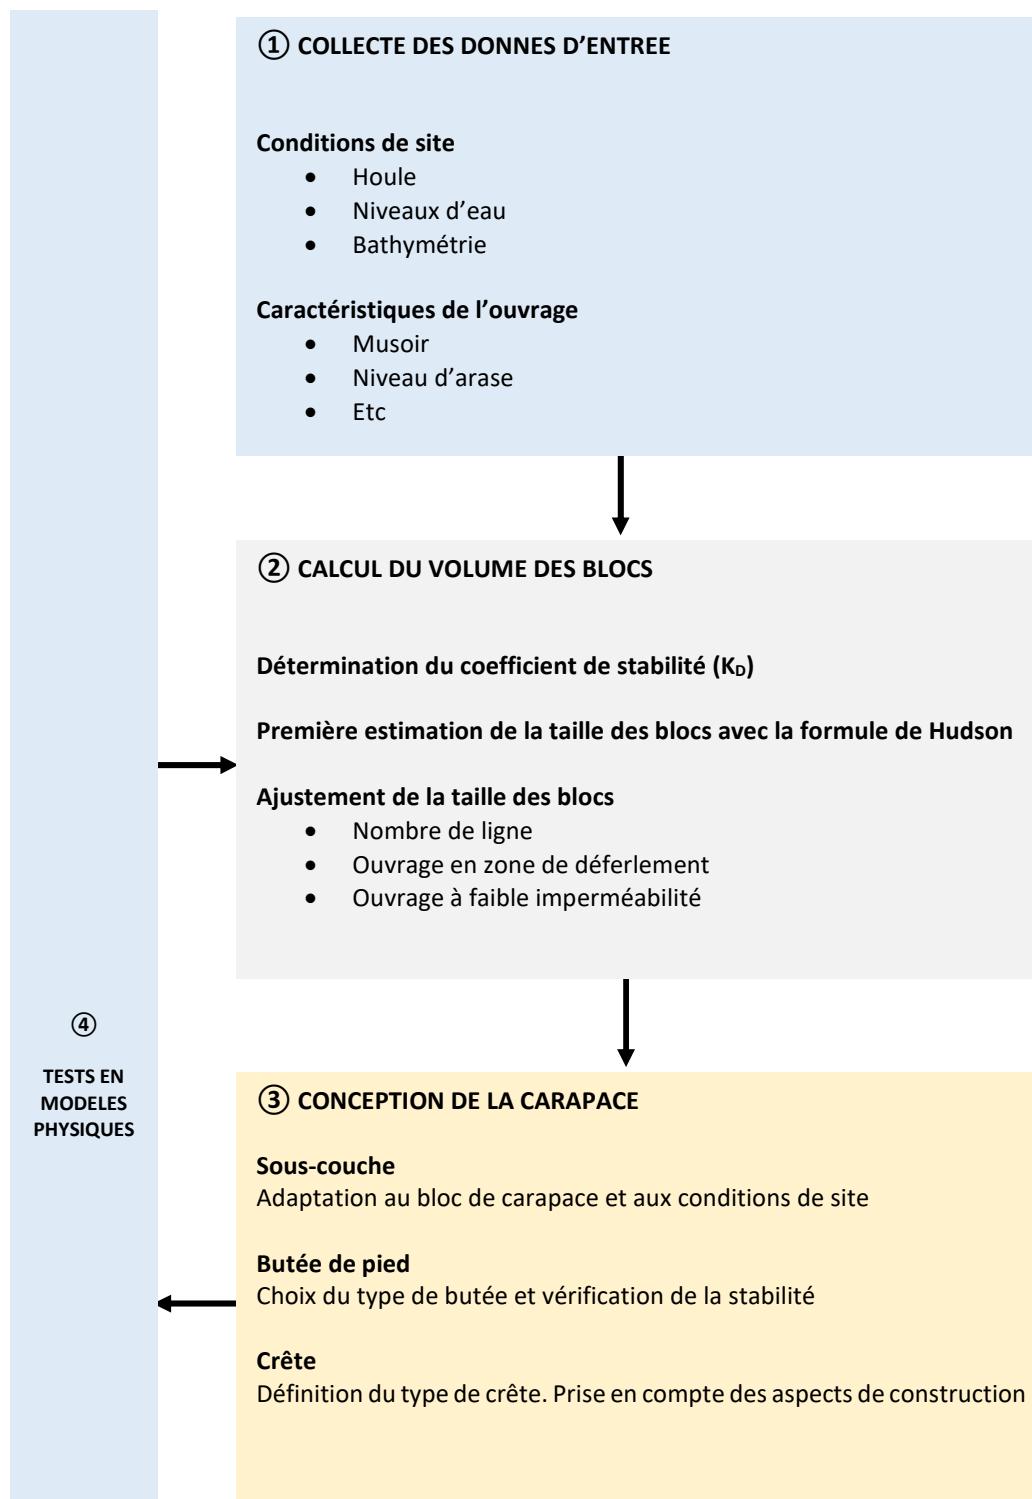 ① COLLECTE DES DONNES D’ENTREE
Conditions de site
• Houle
• Niveaux d’eau
• Bathymétrie
Caractéristiques de l’ouvrage
• Musoir
• Niveau d’arase
• Etc
② CALCUL DU VOLUME DES BLOCS
Détermination du coefficient de stabilité (KD)
Première estimation de la taille des blocs avec la formule de Hudson
Ajustement de la taille des blocs
• Nombre de ligne
• Ouvrage en zone de déferlement
• Ouvrage à faible imperméabilité
③ CONCEPTION DE LA CARAPACE
Sous-couche
Adaptation au bloc de carapace et aux conditions de site
Butée de pied
Choix du type de butée et vérification de la stabilité
Crête
Définition du type de crête. Prise en compte des aspects de construction
④
TESTS EN
MODELES
PHYSIQUES